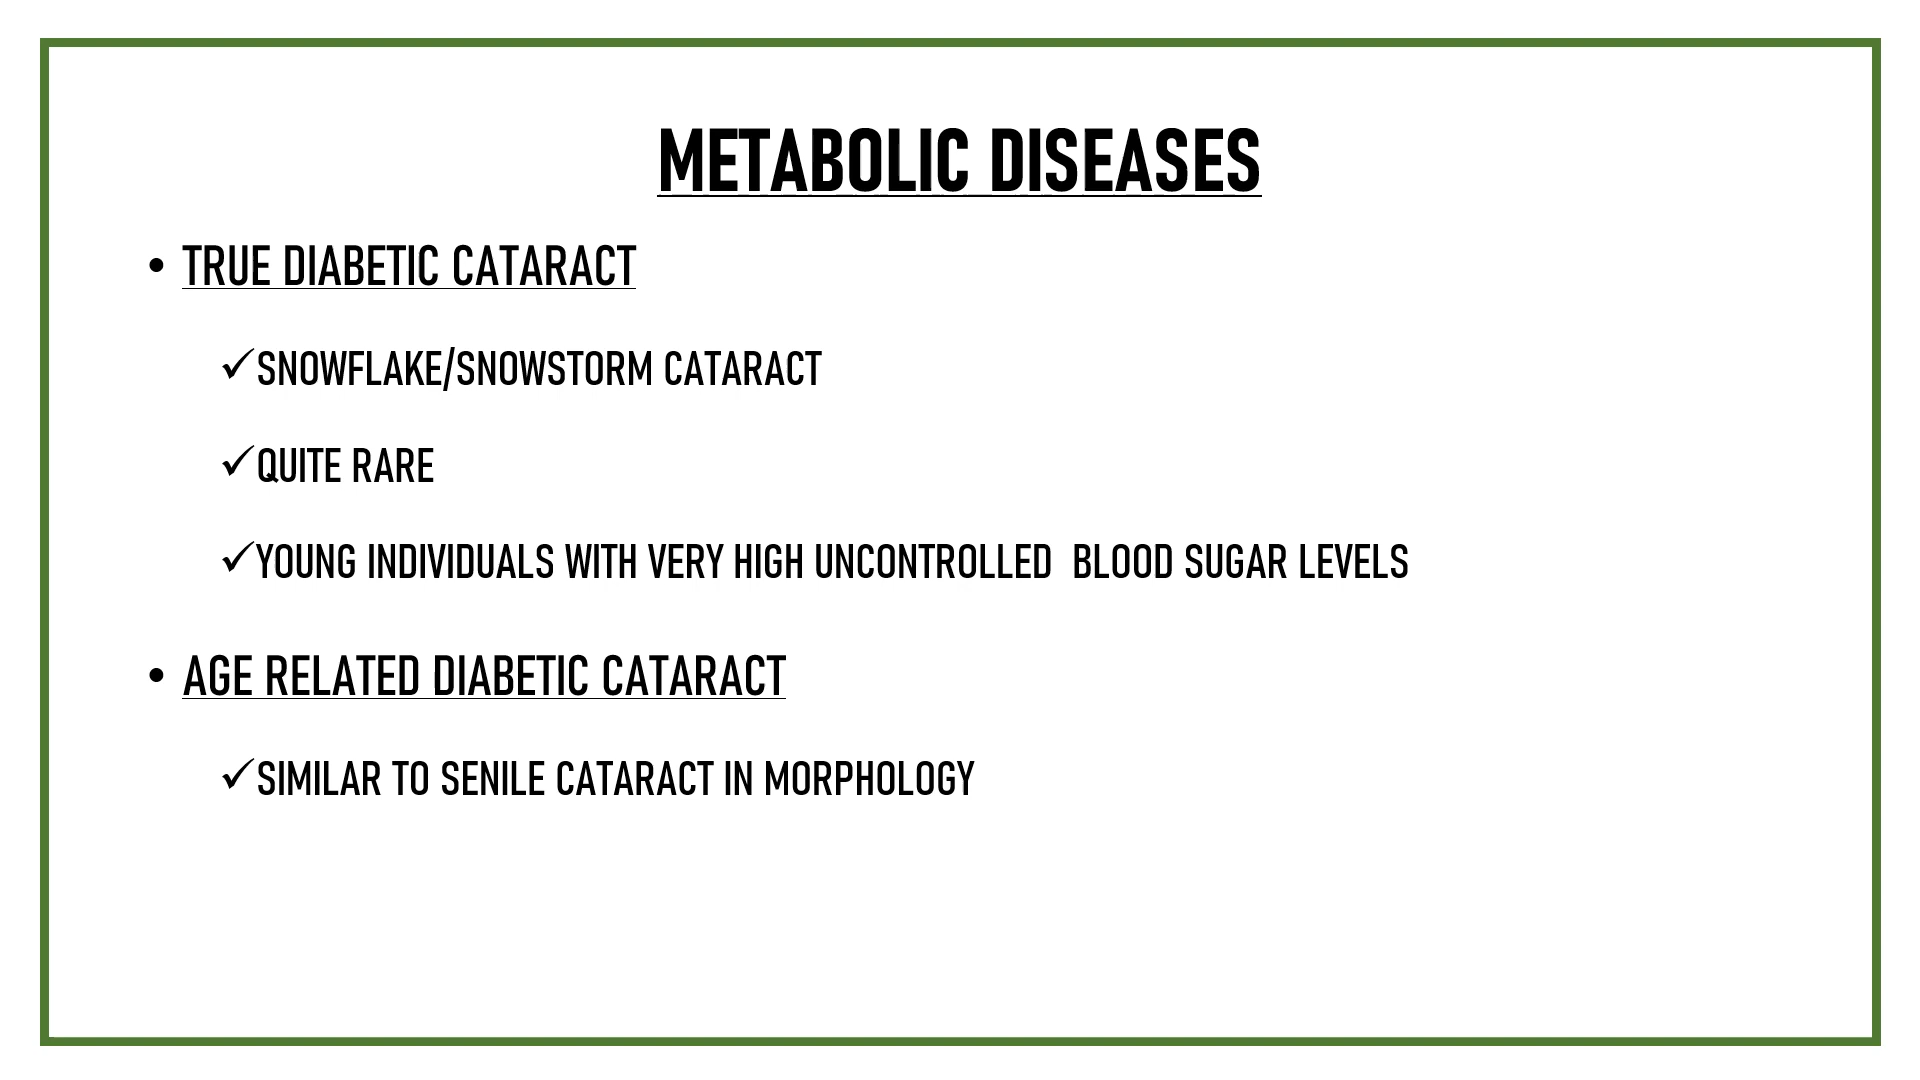 METABOLIC DISEASES
• TRUE DIABETIC CATARACT
✓SNOWFLAKE/SNOWSTORM CATARACT
✓QUITE RARE
✓YOUNG INDIVIDUALS WITH VERY HIGH UNCONTROLLED  BLOOD SUGAR LEVELS
• AGE RELATED DIABETIC CATARACT
✓SIMILAR TO SENILE CATARACT IN MORPHOLOGY